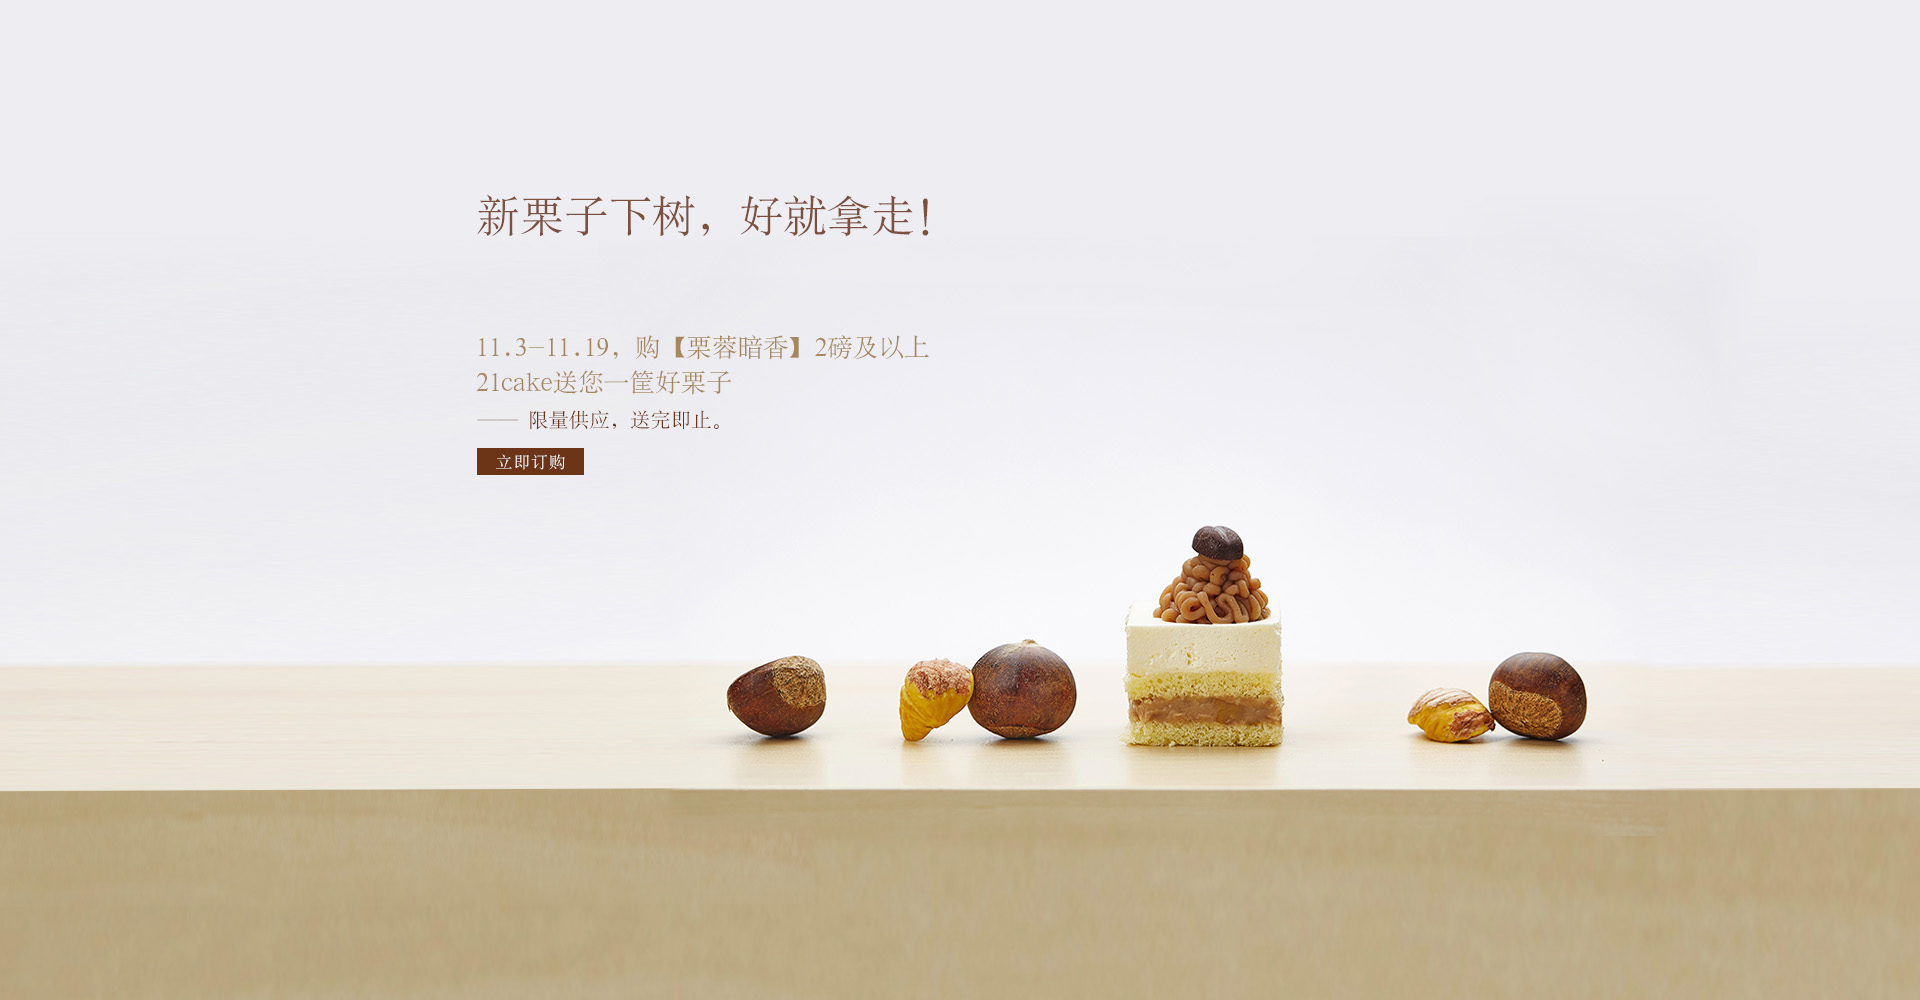 新栗子下树，好就拿走！
11.3—11.19，购【栗蓉暗香】2磅及以上
21cake送您一筐好栗子
—— 限量供应，送完即止。
立即订购